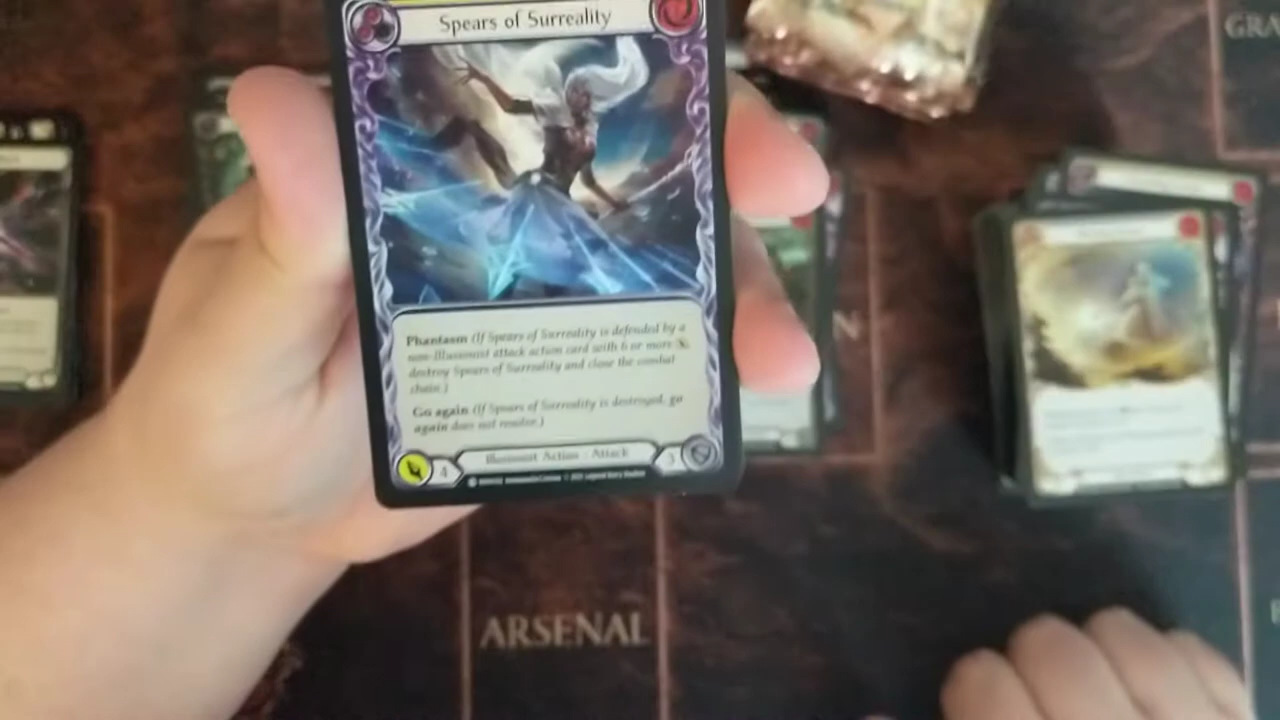 GRA
Spears of Surreality
Phantasm (If Spears of Surreality is defended by a
non-Illusionist attack action card with 6 or more
destroy Spears of Surreality and close the combat
chain.)
Go again (If Spears of Surreality is destroyed, go
again does not resolve.)
4
Illusionist Action - Attack
3
N
ARSENAL